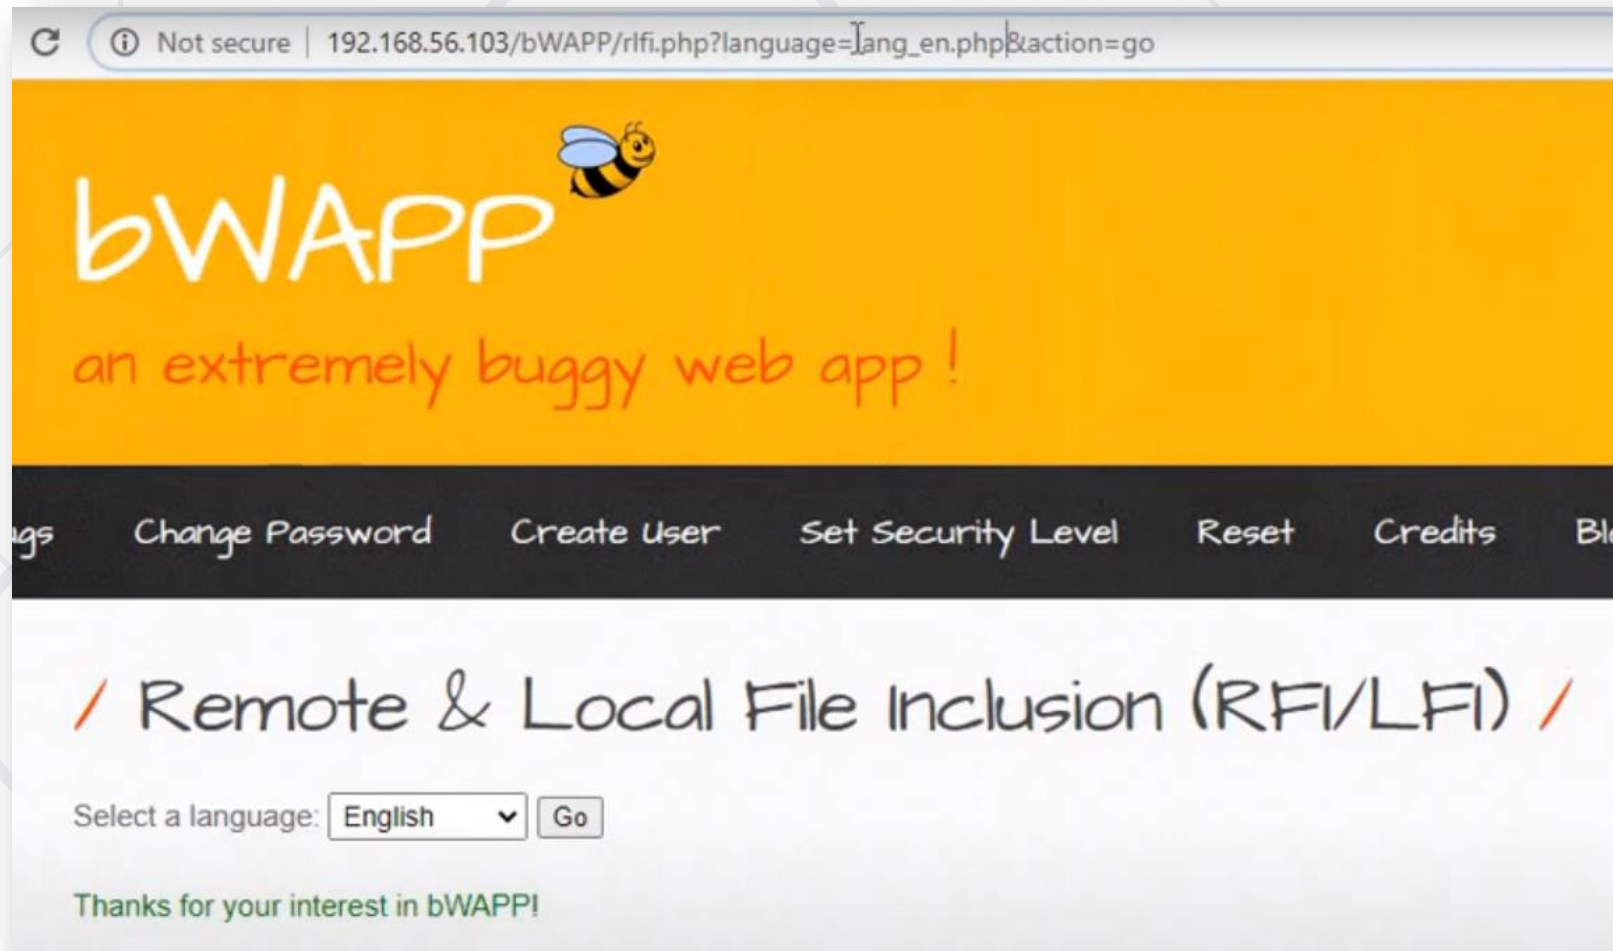 Not secure | 192.168.56.103/bWAPP/rlfi.php?language=lang_en.php&action=go
bWAPP
an extremely buggy web app !
Change Password Create User Set Security Level Reset Credits
/ Remote & Local File Inclusion (RFI/LFI) /
Select a language: English Go
Thanks for your interest in bWAPP!